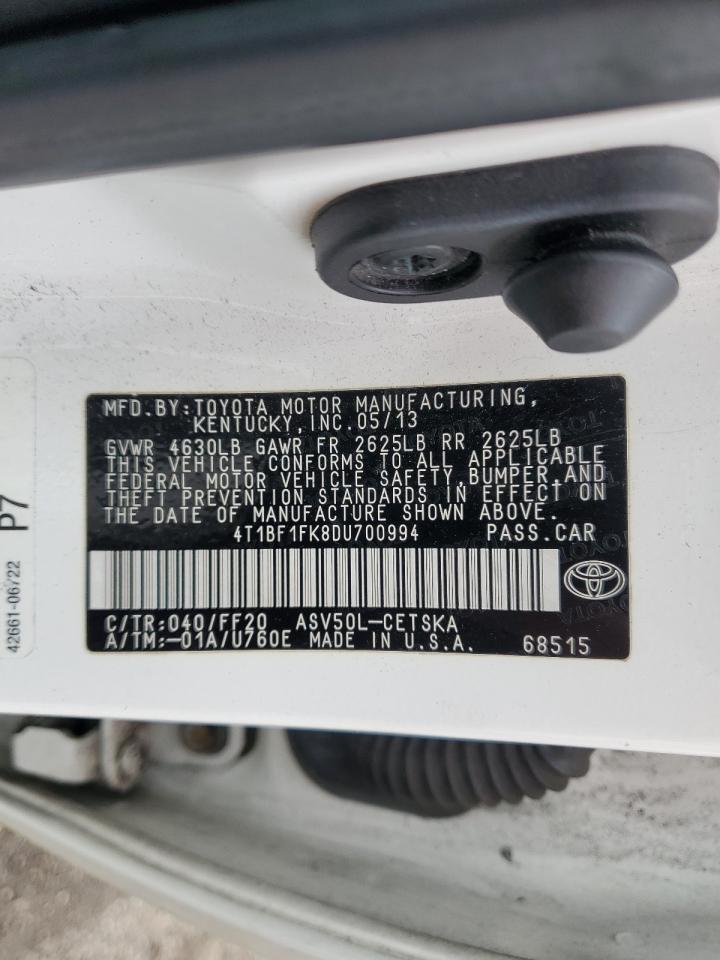 MFD. BY: TOYOTA MOTOR MANUFACTURING,
KENTUCKY, INC. 05/13
GVWR 4630LB GAWR FR 2625LB RR 2625LB
THIS VEHICLE CONFORMS TO ALL APPLICABLE
FEDERAL MOTOR VEHICLE SAFETY, BUMPER, AND
THEFT PREVENTION STANDARDS IN EFFECT ON
THE DATE OF MANUFACTURE SHOWN ABOVE.
4T1BF1FK8DU700994 PASS. CAR
C/TR: 040/FF20 ASV50L-CETSKA
A/TM: -01A/U760E MADE IN U.S.A. 68515
42661-06722
P7